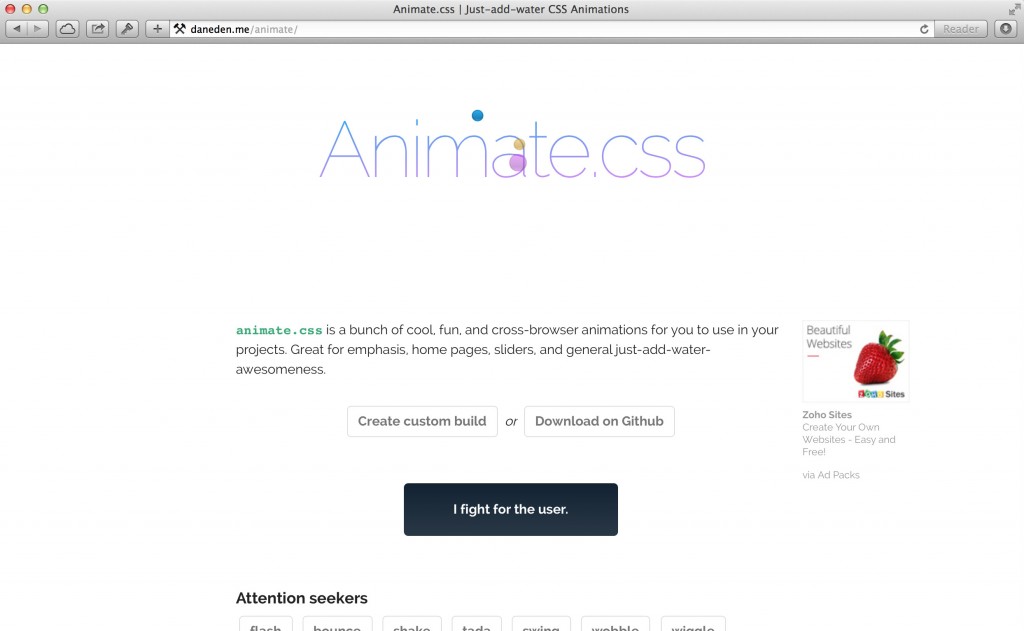 Animate.css | Just-add-water CSS Animations
daneden.me/animate/
Reader
Animate.css
animate.css is a bunch of cool, fun, and cross-browser animations for you to use in your
projects. Great for emphasis, home pages, sliders, and general just-add-water-
awesomeness.
Beautiful
Websites
ZOHO Sites
Zoho Sites
Create Your Own
Websites - Easy and
Free!
via Ad Packs
Create custom build or Download on Github
I fight for the user.
Attention seekers
flash bounce shake tada swing wobble wiggle